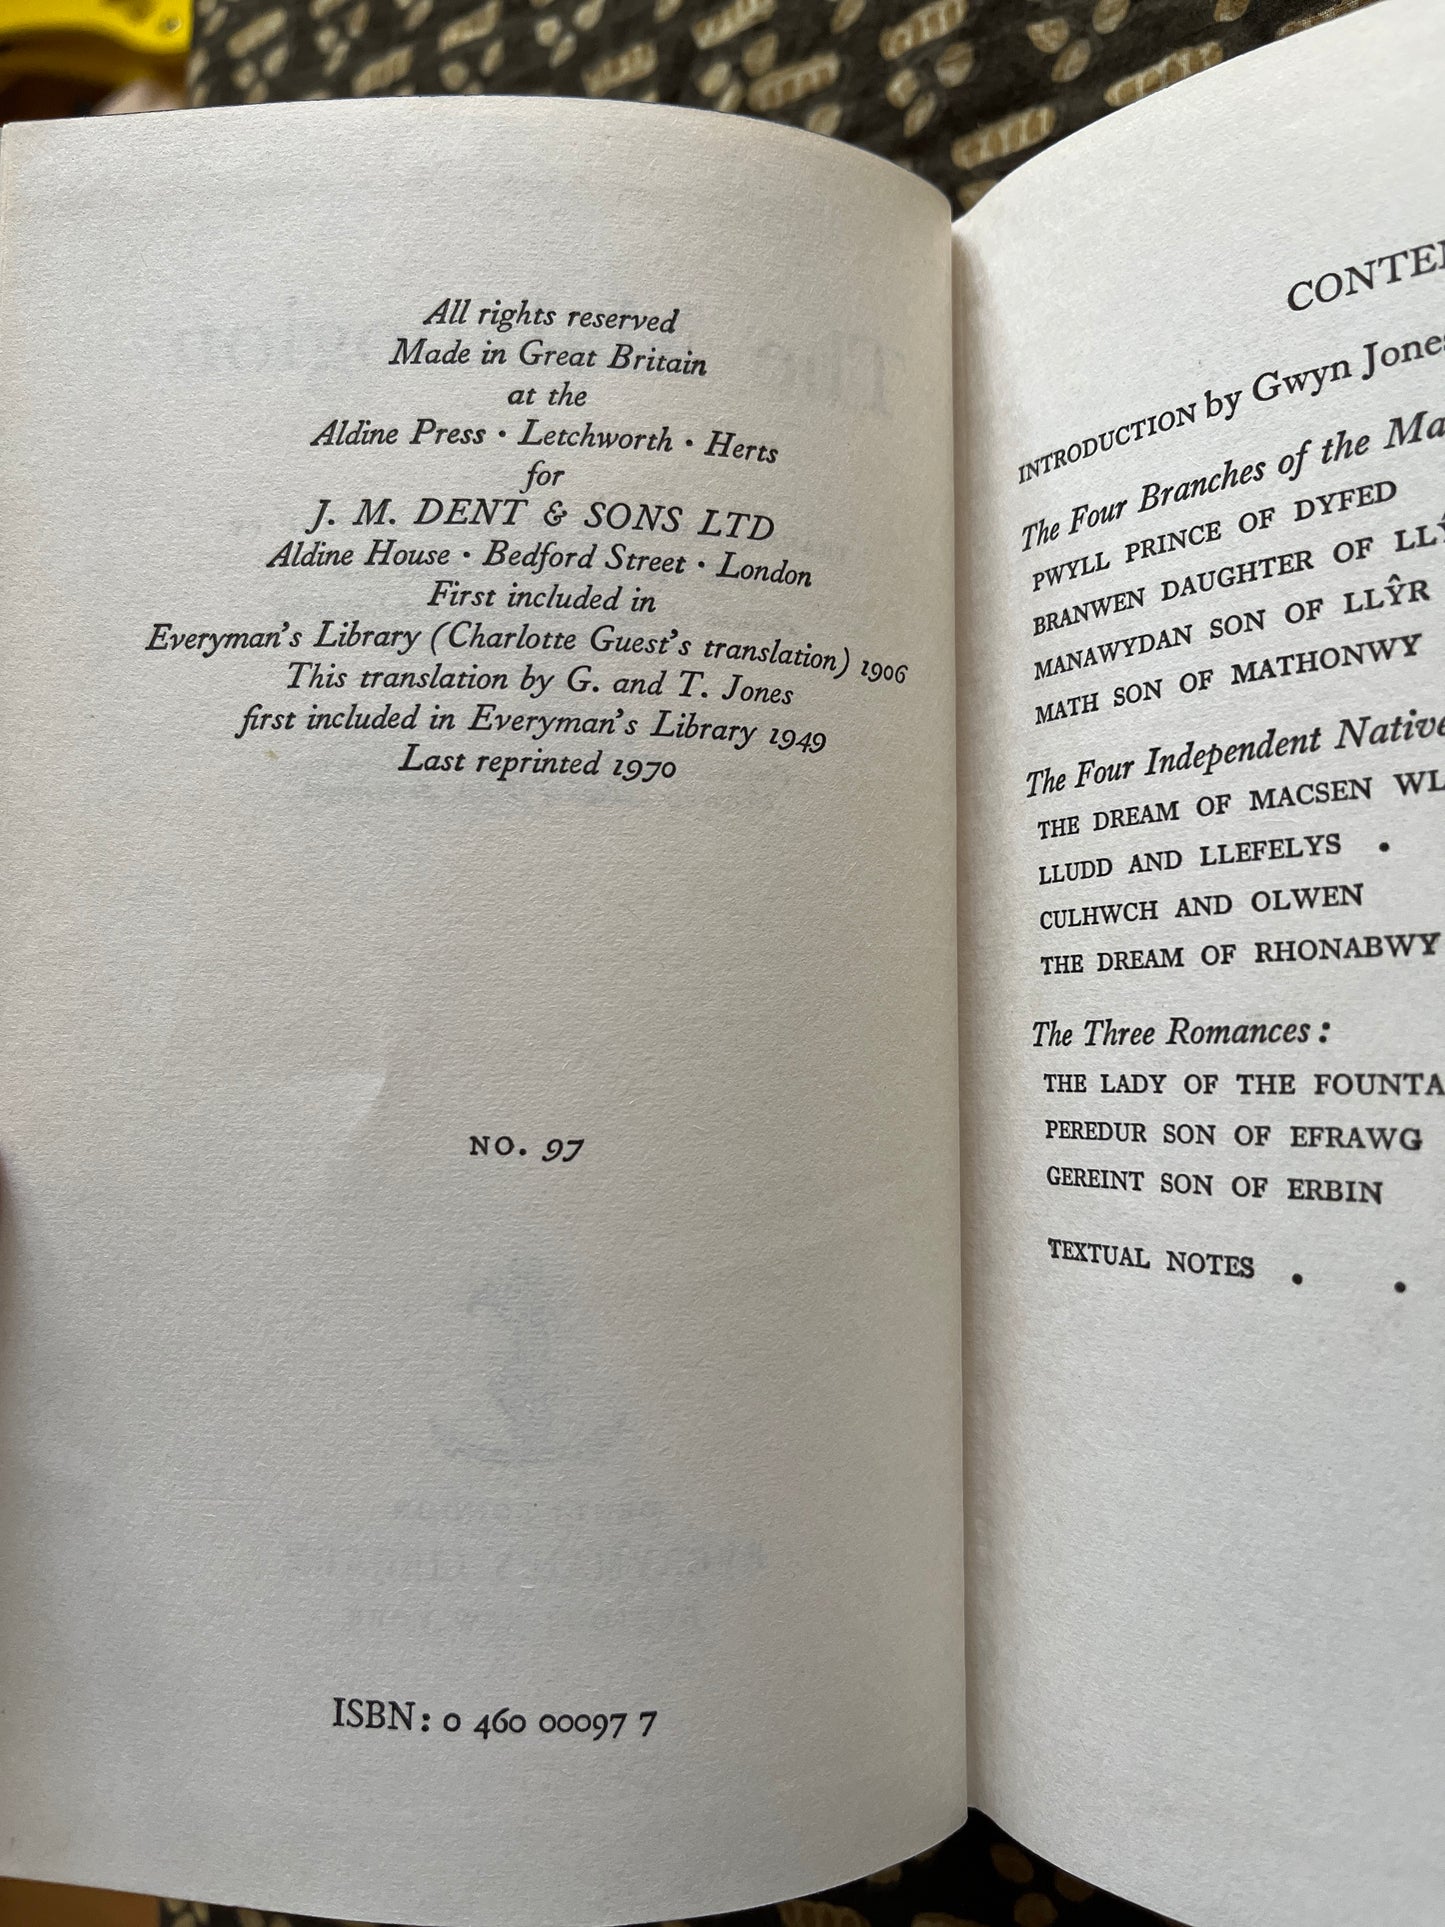 All rights reserved
Made in Great Britain
at the
Aldine Press · Letchworth · Herts
for
J. M. DENT & SONS LTD
Aldine House · Bedford Street · London
First included in
Everyman's Library (Charlotte Guest's translation) 1906
This translation by G. and T. Jones
first included in Everyman's Library 1949
Last reprinted 1970
NO. 97
ISBN: 0 460 00097 7
INTRODUCTION by Gwyn Jones
The Four Branches of the
PWYLL PRINCE OF DYFED
BRANWEN DAUGHTER OF
MANAWYDAN SON OF LLŶR
MATH SON OF MATHONWY
The Four Independent Native
THE DREAM OF MACSEN
LLUDD AND LLEFELYS .
CULHWCH AND OLWEN
THE DREAM OF RHONABWY
The Three Romances:
THE LADY OF THE
PEREDUR SON OF EFRAWG
GEREINT SON OF ERBIN
TEXTUAL NOTES . .